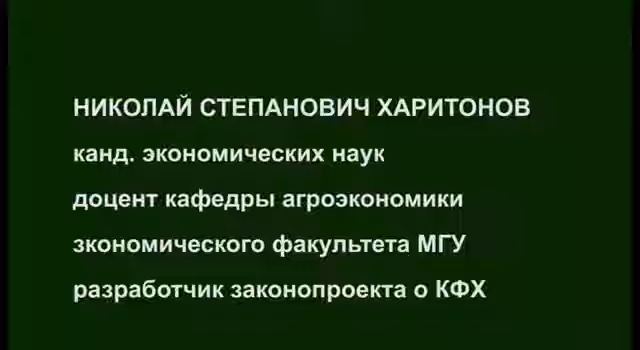 НИКОЛАЙ СТЕПАНОВИЧ ХАРИТОНОВ
канд. экономических наук
доцент кафедры агроэкономики
зкономического факультета МГУ
разработчик законопроекта о КФХ